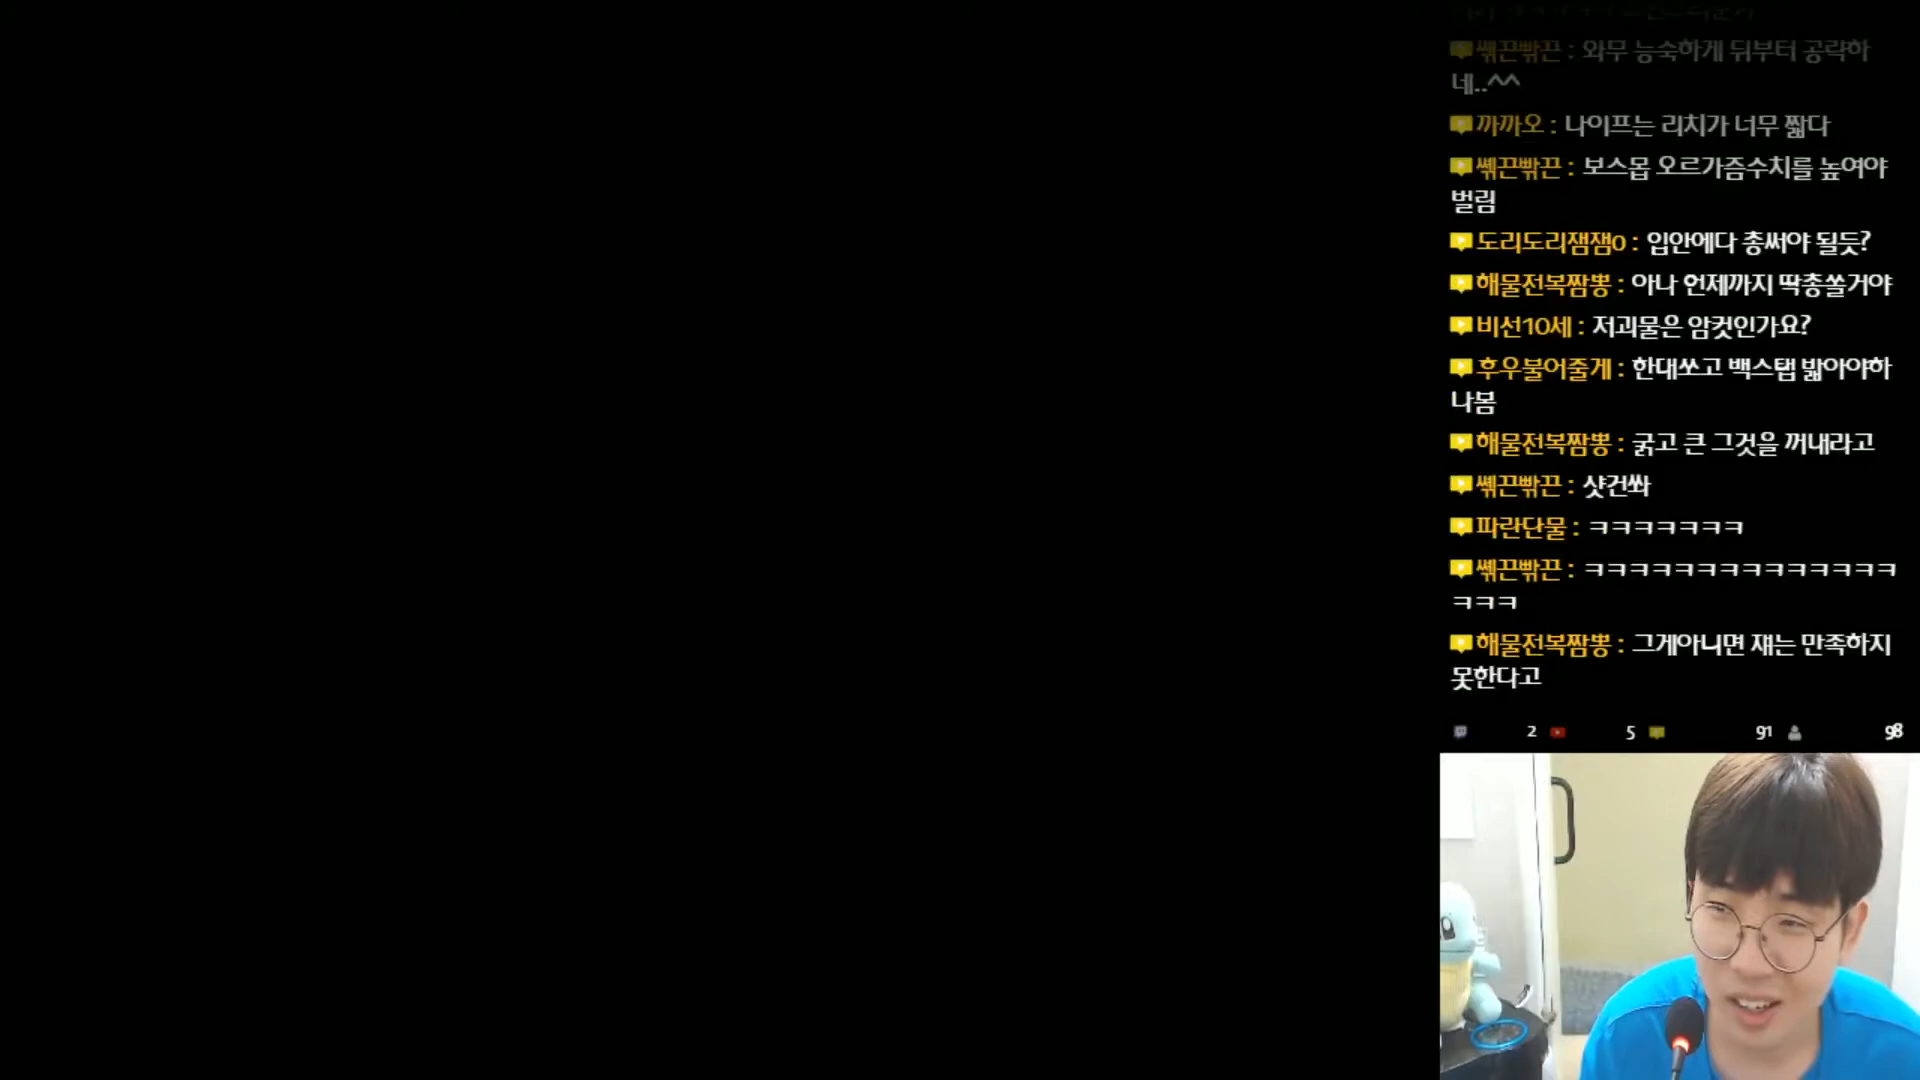 쎾끈빢끈 : 와무 능숙하게 뒤부터 공략하
네..^^
까까오 : 나이프는 리치가 너무 짧다
쎾끈빢끈 : 보스몹 오르가즘수치를 높여야
벌림
도리도리잼잼0 : 입안에다 총써야 될듯?
해물전복짬뽕 : 아나 언제까지 딱총쏠거야
비선10세 : 저괴물은 암컷인가요?
후우불어줄게 : 한대쏘고 백스탭 밟아야하
나봄
해물전복짬뽕 : 굵고 큰 그것을 꺼내라고
쎾끈빢끈 : 샷건쏴
파란단물 : ㅋㅋㅋㅋㅋㅋㅋ
쎾끈빢끈 : ㅋㅋㅋㅋㅋㅋㅋㅋㅋㅋㅋㅋㅋㅋ
ㅋㅋㅋ
해물전복짬뽕 : 그게아니면 쟤는 만족하지
못한다고
2 5 91 98